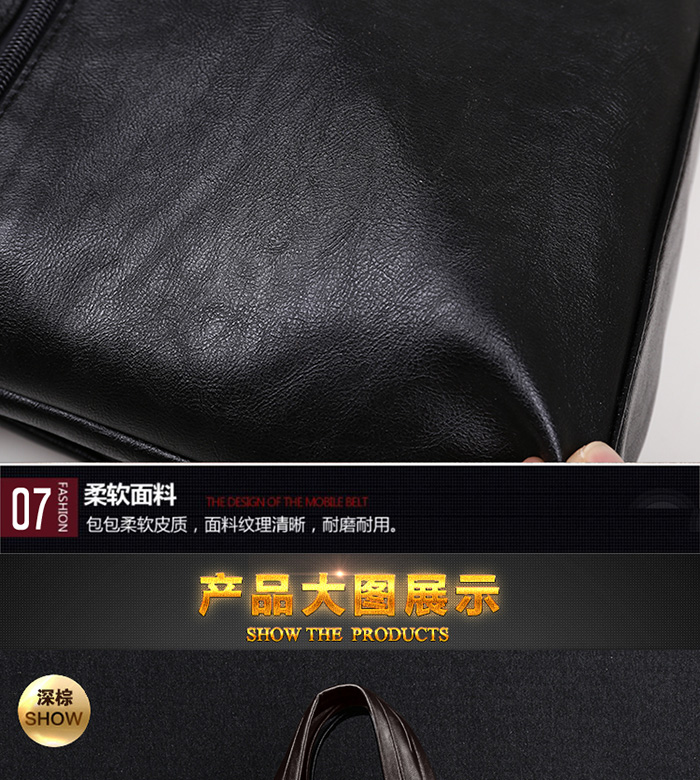 07
FASHION
柔软面料
THE DESIGN OF THE MOBILE BELT
包包柔软皮质，面料纹理清晰，耐磨耐用。
产品大图展示
SHOW THE PRODUCTS
深棕
SHOW